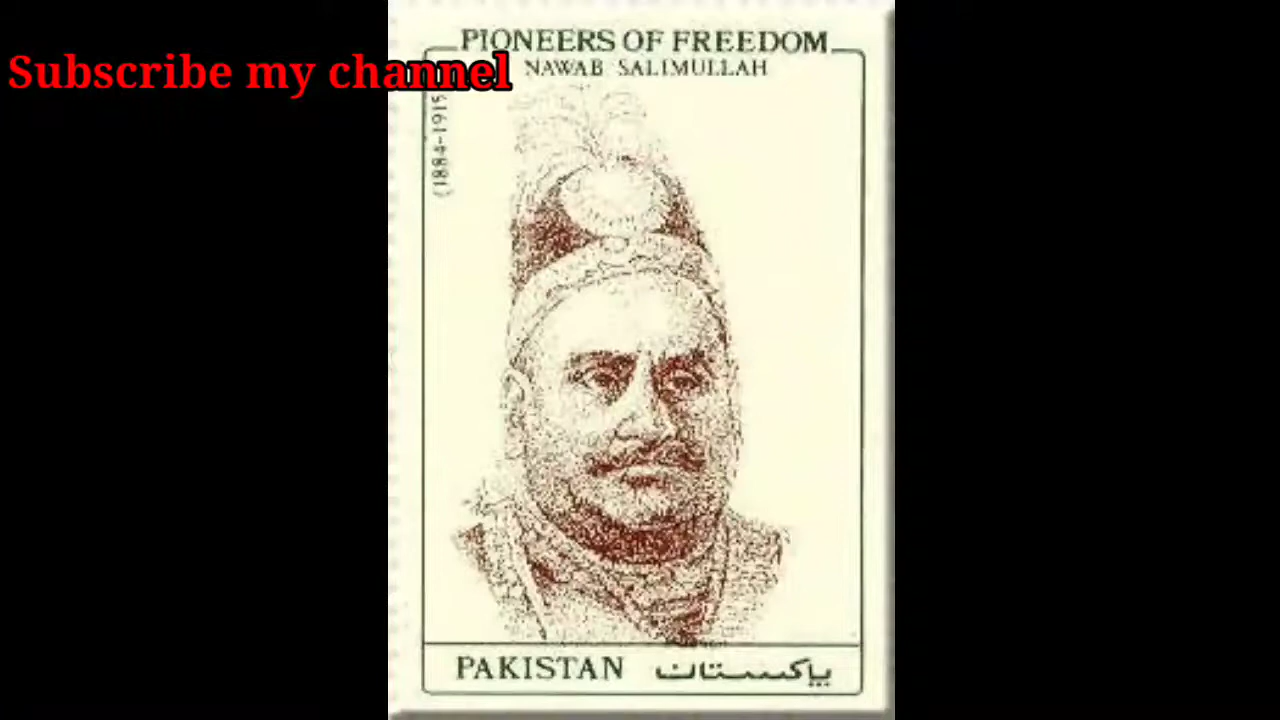 PIONEERS OF FREEDOM
Subscribe my channel
NAWAB SALIMULLAH
(1884-1915
PAKISTAN پاکستان